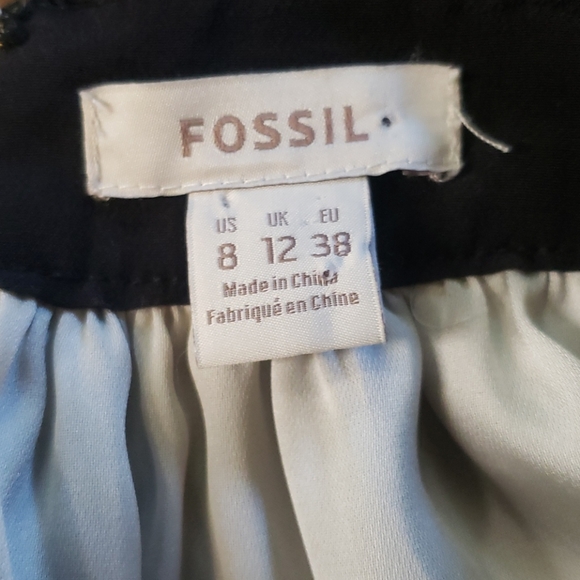 FOSSIL
US UK EU
8 12 38
Made in China
Fabriqué en Chine